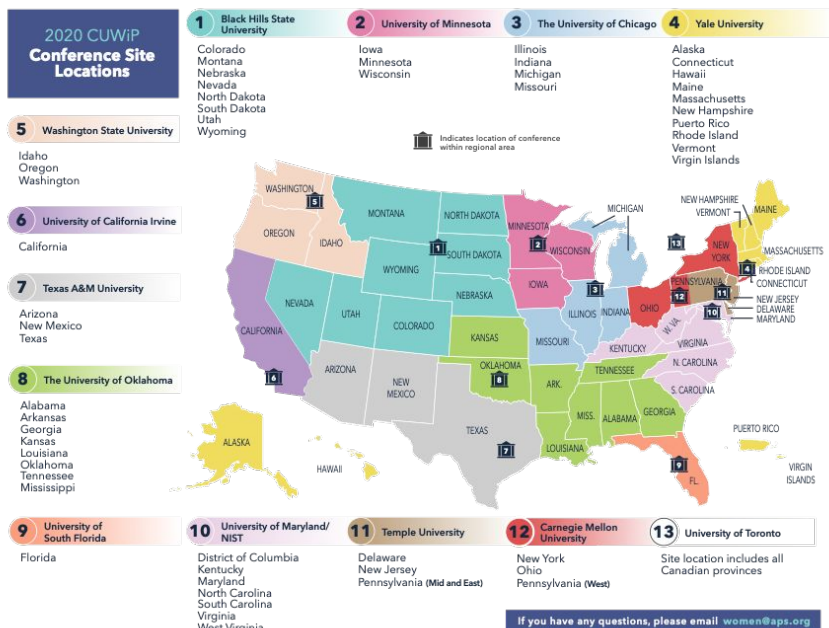 2020 CUWiP
Conference Site
Locations
1 Black Hills State
University
Colorado
Montana
Nebraska
Nevada
North Dakota
South Dakota
Utah
Wyoming
2 University of Minnesota
Iowa
Minnesota
Wisconsin
3 The University of Chicago
Illinois
Indiana
Michigan
Missouri
4 Yale University
Alaska
Connecticut
Hawaii
Maine
Massachusetts
New Hampshire
Puerto Rico
Rhode Island
Vermont
Virgin Islands
5 Washington State University
Idaho
Oregon
Washington
6 University of California Irvine
California
7 Texas A&M University
Arizona
New Mexico
Texas
8 The University of Oklahoma
Alabama
Arkansas
Georgia
Kansas
Louisiana
Oklahoma
Tennessee
Mississippi
Indicates location of conference
within regional area
WASHINGTON
5
OREGON
IDAHO
MONTANA
NORTH DAKOTA
1
SOUTH DAKOTA
WYOMING
NEBRASKA
NEVADA
UTAH
COLORADO
CALIFORNIA
6
ARIZONA
NEW
MEXICO
KANSAS
OKLAHOMA
8
TEXAS
7
MINNESOTA
2
WISCONSIN
IOWA
MICHIGAN
3
ILLINOIS
INDIANA
MISSOURI
OHIO
KENTUCKY
W. VA.
VIRGINIA
TENNESSEE
N. CAROLINA
S. CAROLINA
ARK.
MISS.
ALABAMA
GEORGIA
LOUISIANA
9
FL.
NEW HAMPSHIRE
VERMONT
MAINE
13
NEW
YORK
MASSACHUSETTS
4
RHODE ISLAND
CONNECTICUT
PENNSYLVANIA
12
11
NEW JERSEY
DELAWARE
10
MARYLAND
ALASKA
HAWAII
PUERTO RICO
VIRGIN
ISLANDS
9 University of
South Florida
Florida
10 University of Maryland/
NIST
District of Columbia
Kentucky
Maryland
North Carolina
South Carolina
Virginia
West Virginia
11 Temple University
Delaware
New Jersey
Pennsylvania (Mid and East)
12 Carnegie Mellon
University
New York
Ohio
Pennsylvania (West)
13 University of Toronto
Site location includes all
Canadian provinces
If you have any questions, please email women@aps.org